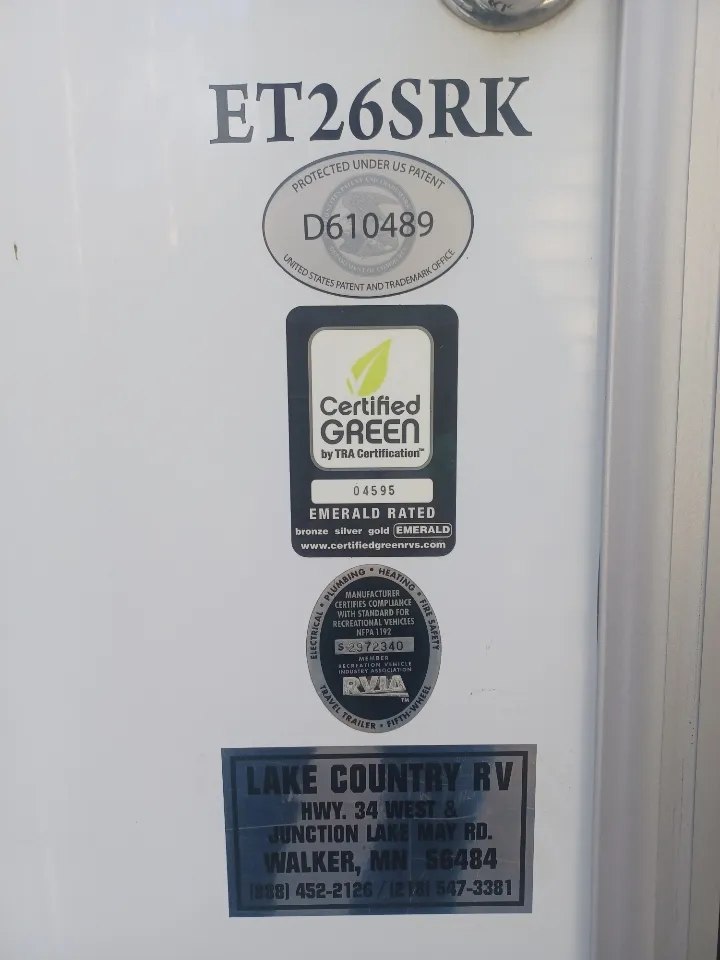 ET26SRK
PROTECTED UNDER US PATENT
D610489
UNITED STATES PATENT AND TRADEMARK OFFICE
Certified
GREEN
by TRA Certification™
04595
EMERALD RATED
bronze silver gold EMERALD
www.certifiedgreenrvs.com
ELECTRICAL • PLUMBING • HEATING • FIRE SAFETY
MANUFACTURER
CERTIFIES COMPLIANCE
WITH STANDARD FOR
RECREATIONAL VEHICLES
NFPA 1192
S 2972340
MEMBER
RECREATION VEHICLE
INDUSTRY ASSOCIATION
RVIA
TM
TRAVEL TRAILER • FIFTH-WHEEL
LAKE COUNTRY RV
HWY. 34 WEST &
JUNCTION LAKE MAY RD.
WALKER, MN 56484
(888) 452-2126 / (218) 547-3381